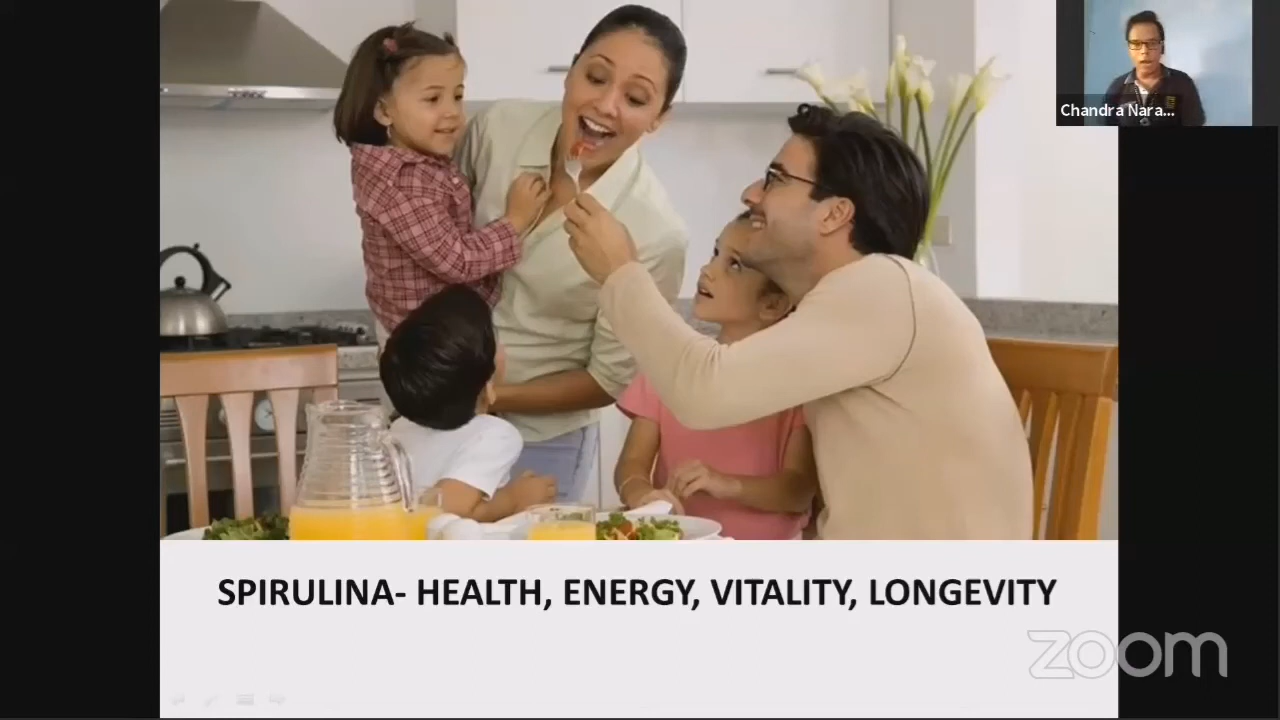 Chandra Nara...
SPIRULINA- HEALTH, ENERGY, VITALITY, LONGEVITY
zoom